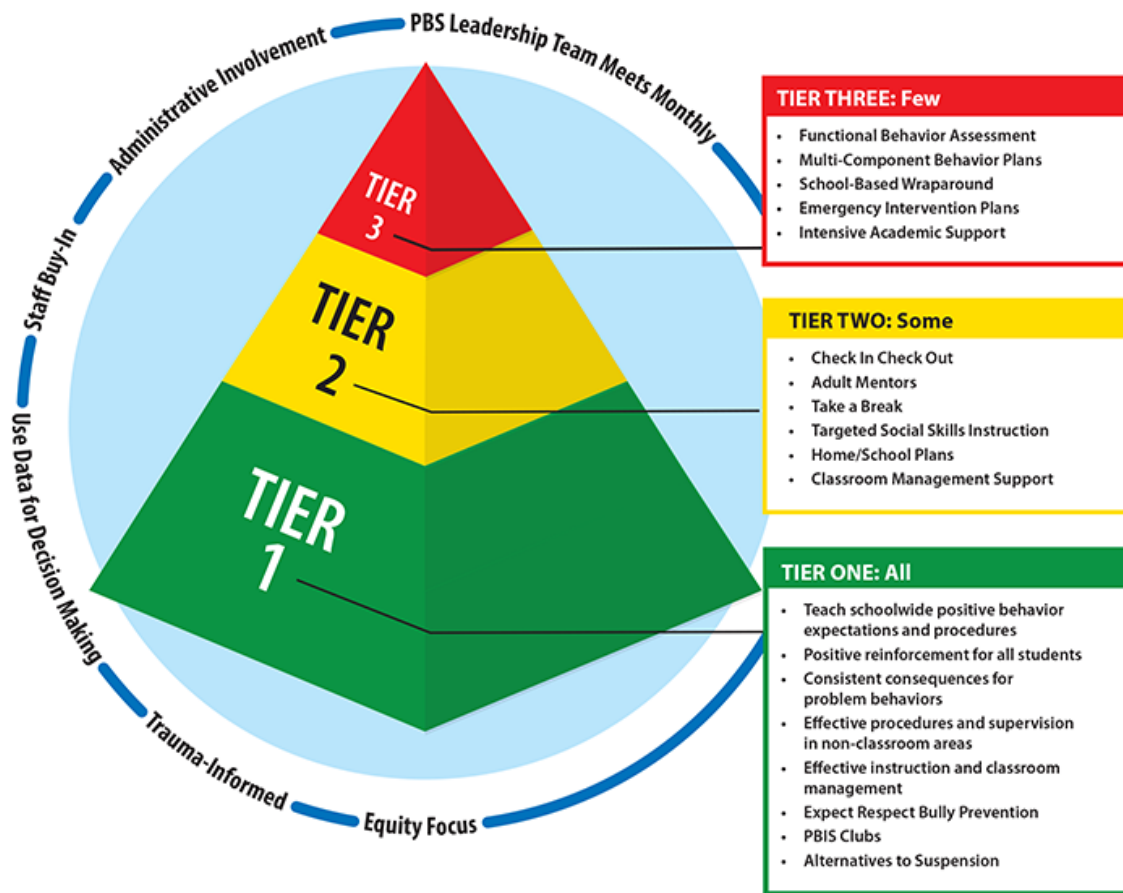 PBS Leadership Team Meets Monthly
Administrative Involvement
Staff Buy-In
Use Data for Decision Making
Trauma-Informed
Equity Focus
TIER
3
TIER
2
TIER
1
TIER THREE: Few
• Functional Behavior Assessment
• Multi-Component Behavior Plans
• School-Based Wraparound
• Emergency Intervention Plans
• Intensive Academic Support
TIER TWO: Some
• Check In Check Out
• Adult Mentors
• Take a Break
• Targeted Social Skills Instruction
• Home/School Plans
• Classroom Management Support
TIER ONE: All
• Teach schoolwide positive behavior
expectations and procedures
• Positive reinforcement for all students
• Consistent consequences for
problem behaviors
• Effective procedures and supervision
in non-classroom areas
• Effective instruction and classroom
management
• Expect Respect Bully Prevention
• PBIS Clubs
• Alternatives to Suspension